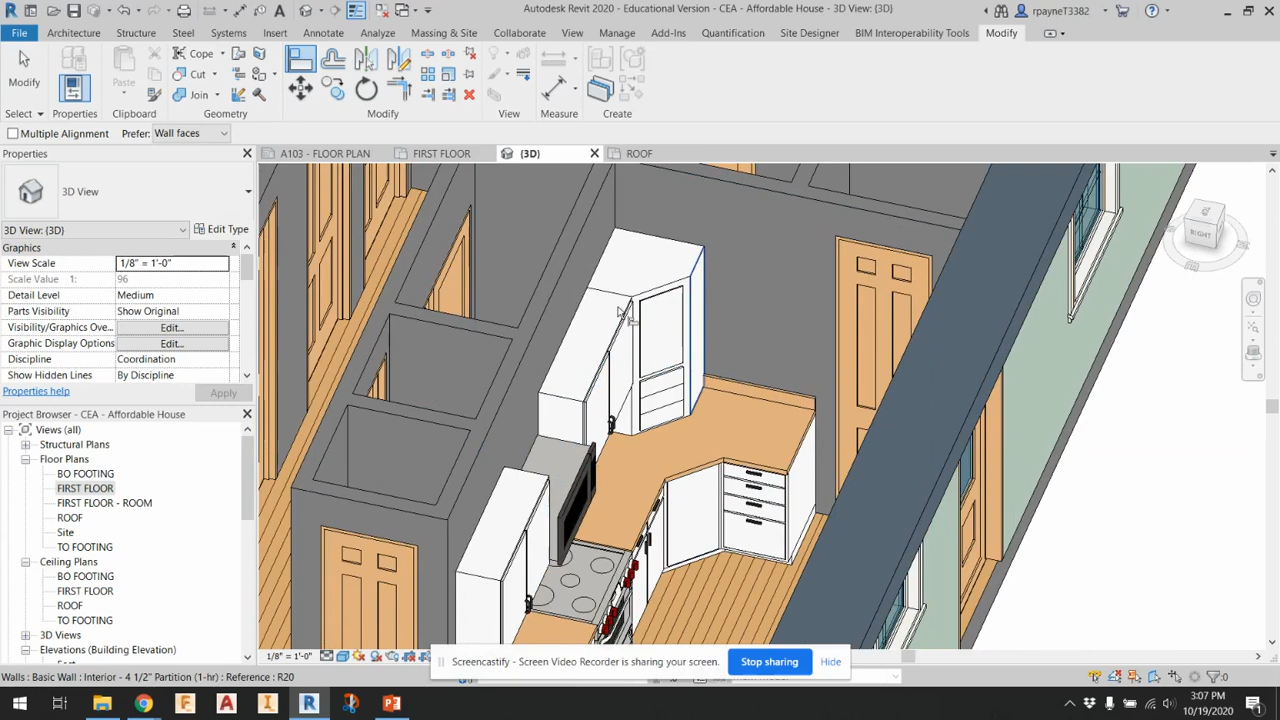 Autodesk Revit 2020 - Educational Version - CEA - Affordable House - 3D View: {3D}
rpayneT3382
File Architecture Structure Steel Systems Insert Annotate Analyze Massing & Site Collaborate View Manage Add-Ins Quantification Site Designer BIM Interoperability Tools Modify
Modify Paste Cope Cut Join
Select Properties Clipboard Geometry Modify View Measure Create
Multiple Alignment Prefer: Wall faces
Properties
A103 - FLOOR PLAN FIRST FLOOR {3D} ROOF
3D View
3D View: {3D} Edit Type
Graphics
View Scale 1/8" = 1'-0"
Scale Value 1: 96
Detail Level Medium
Parts Visibility Show Original
Visibility/Graphics Ove... Edit...
Graphic Display Options Edit...
Discipline Coordination
Show Hidden Lines By Discipline
Properties help Apply
Project Browser - CEA - Affordable House
Views (all)
Structural Plans
Floor Plans
BO FOOTING
FIRST FLOOR
FIRST FLOOR - ROOM
ROOF
Site
TO FOOTING
Ceiling Plans
BO FOOTING
FIRST FLOOR
ROOF
TO FOOTING
3D Views
Elevations (Building Elevation)
RIGHT
1/8" = 1'-0"
Screencastify - Screen Video Recorder is sharing your screen. Stop sharing Hide
Walls : Basic Wall : Interior - 4 1/2" Partition (1-hr) : Reference : R20
:0
3:07 PM
10/19/2020